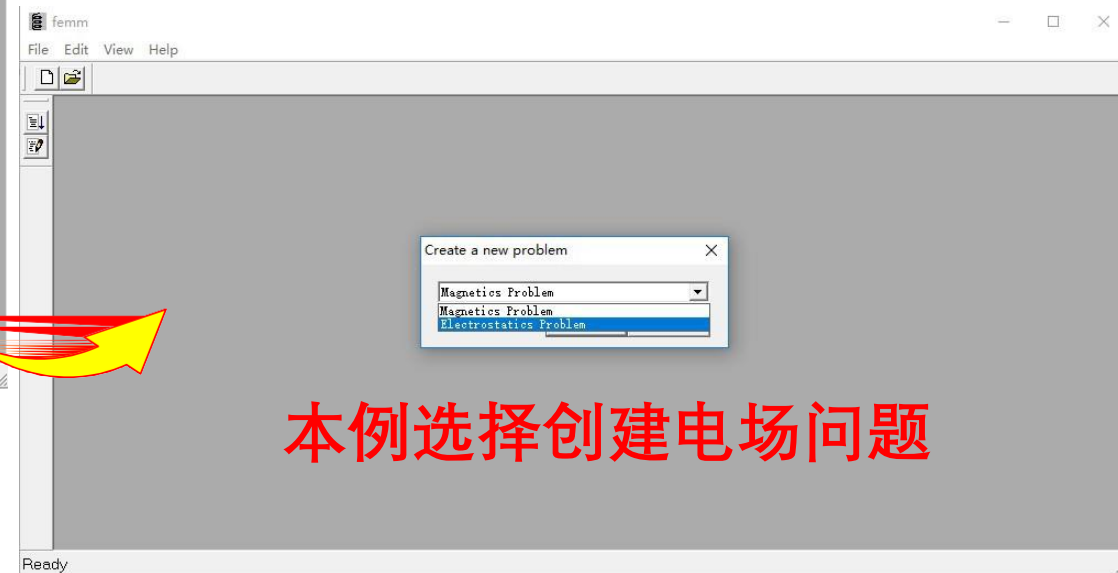 femm
File Edit View Help
Create a new problem
Magnetics Problem
Magnetics Problem
Electrostatics Problem
本例选择创建电场问题
Ready